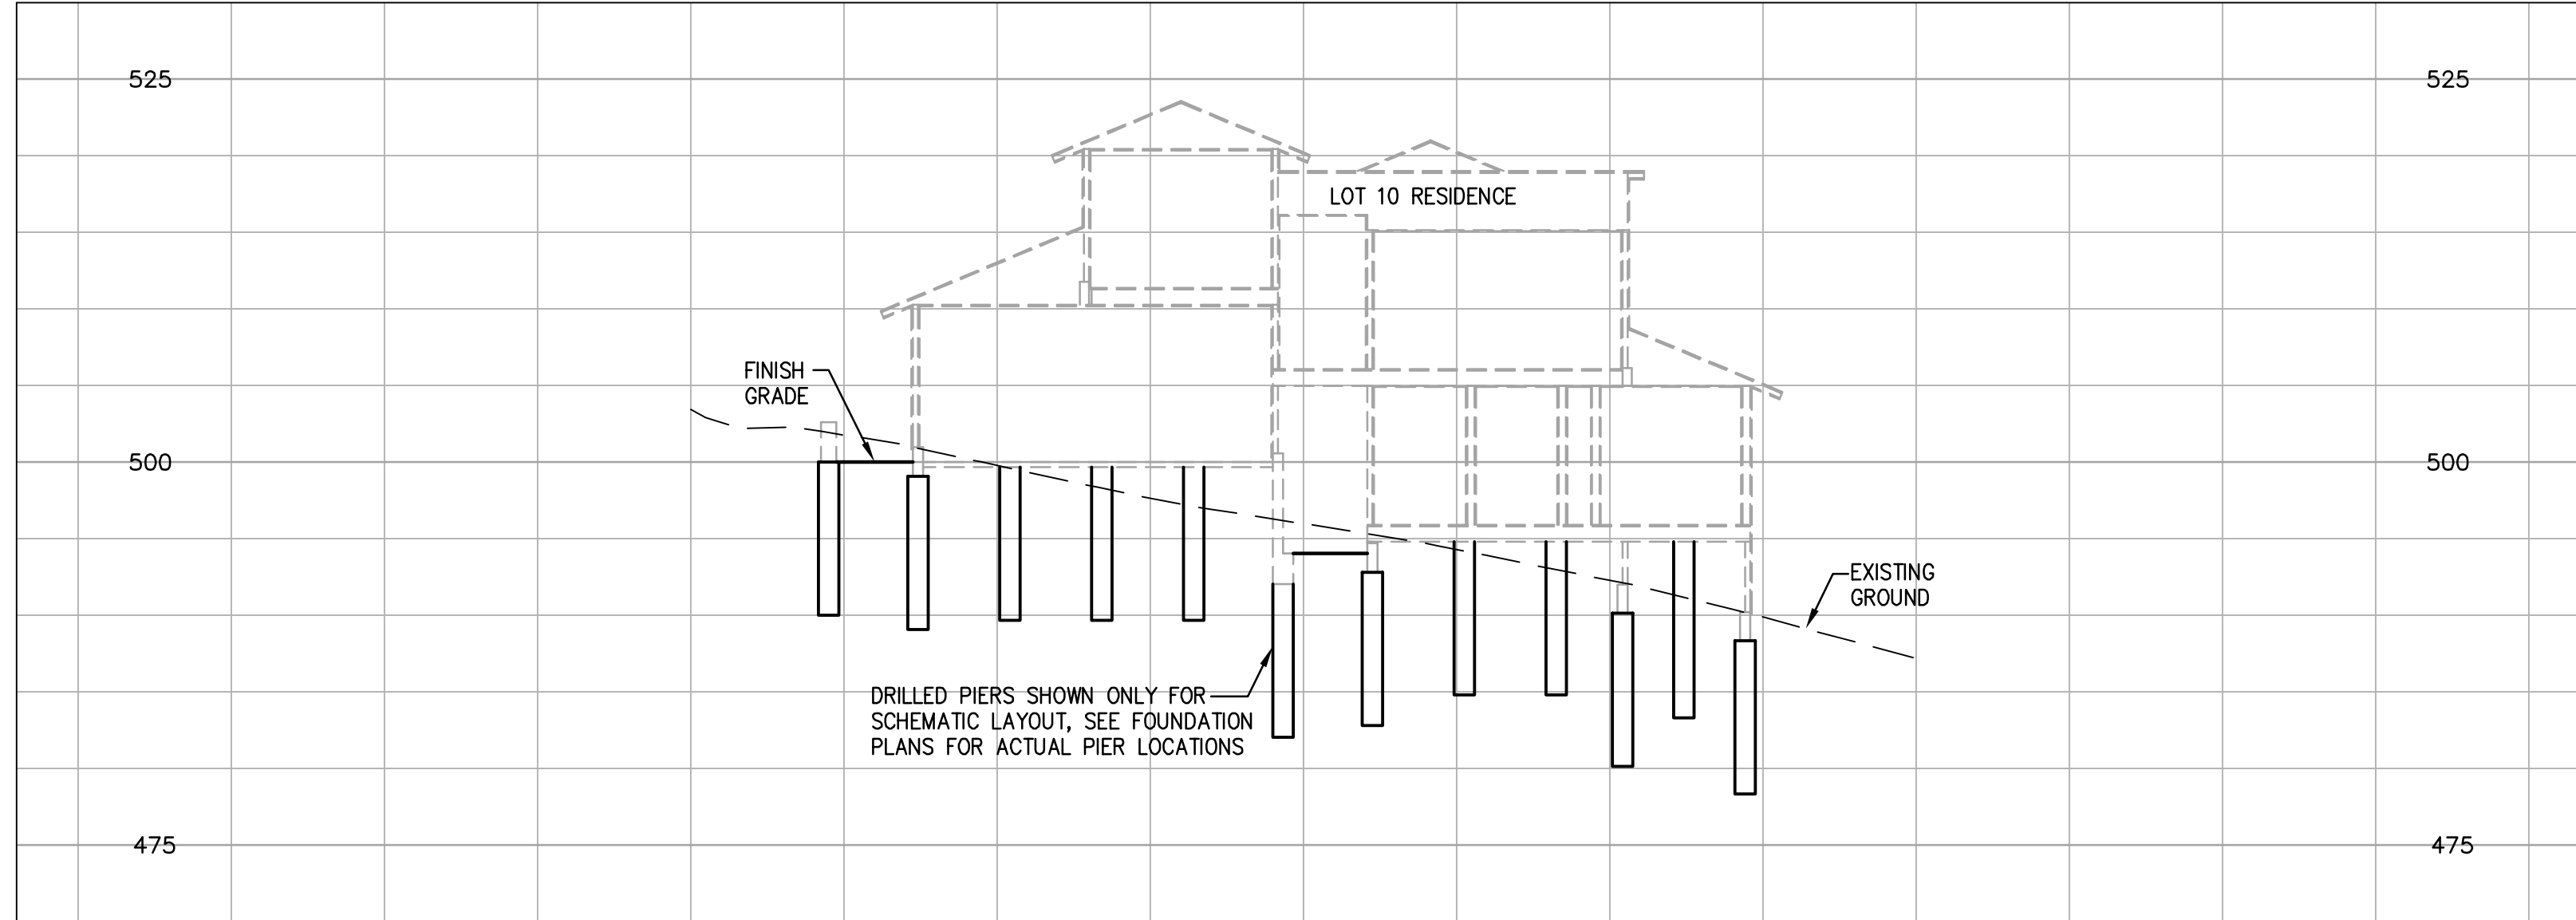 525
525
LOT 10 RESIDENCE
FINISH
GRADE
500
500
EXISTING
GROUND
DRILLED PIERS SHOWN ONLY FOR
SCHEMATIC LAYOUT, SEE FOUNDATION
PLANS FOR ACTUAL PIER LOCATIONS
475
475